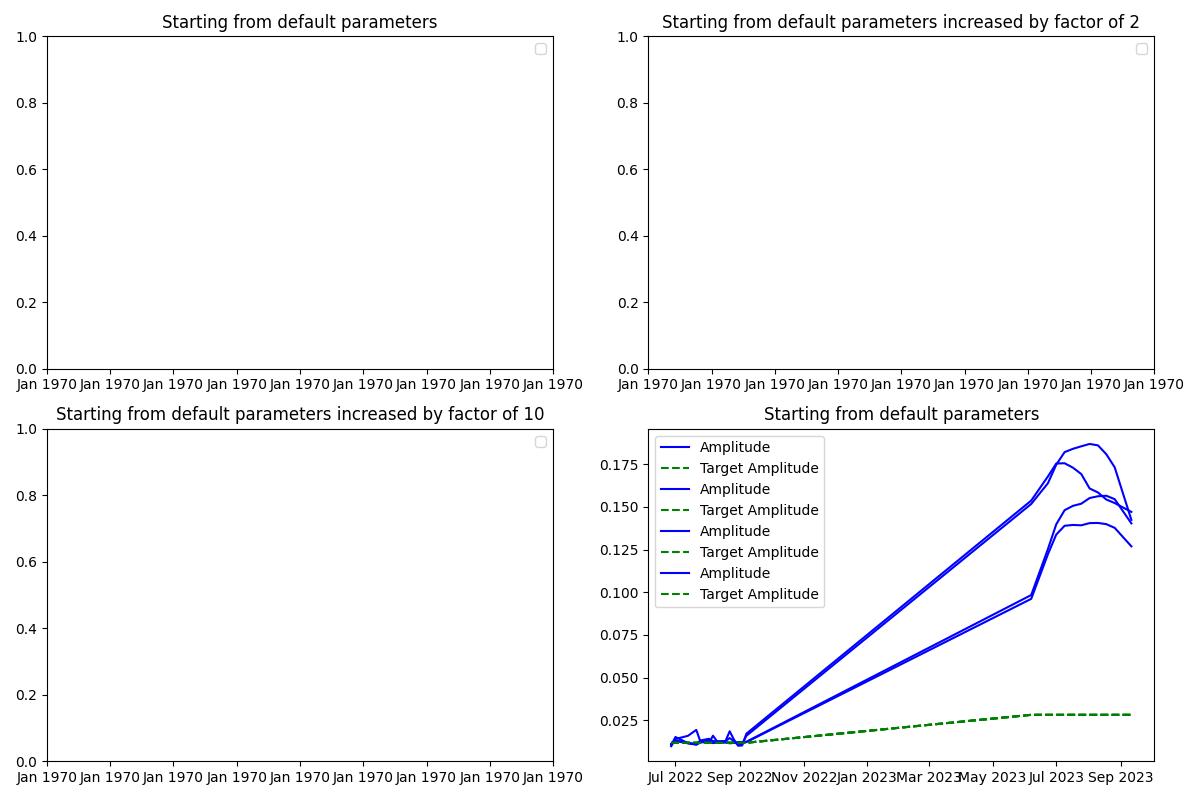 Starting from default parameters
1.0
0.8
0.6
0.4
0.2
0.0
Jan 1970 Jan 1970 Jan 1970 Jan 1970 Jan 1970 Jan 1970 Jan 1970 Jan 1970 Jan 1970
Starting from default parameters increased by factor of 2
1.0
0.8
0.6
0.4
0.2
0.0
Jan 1970 Jan 1970 Jan 1970 Jan 1970 Jan 1970 Jan 1970 Jan 1970 Jan 1970 Jan 1970
Starting from default parameters increased by factor of 10
1.0
0.8
0.6
0.4
0.2
0.0
Jan 1970 Jan 1970 Jan 1970 Jan 1970 Jan 1970 Jan 1970 Jan 1970 Jan 1970 Jan 1970
Starting from default parameters
Amplitude
Target Amplitude
Amplitude
Target Amplitude
Amplitude
Target Amplitude
Amplitude
Target Amplitude
0.175
0.150
0.125
0.100
0.075
0.050
0.025
Jul 2022 Sep 2022 Nov 2022 Jan 2023 Mar 2023 May 2023 Jul 2023 Sep 2023